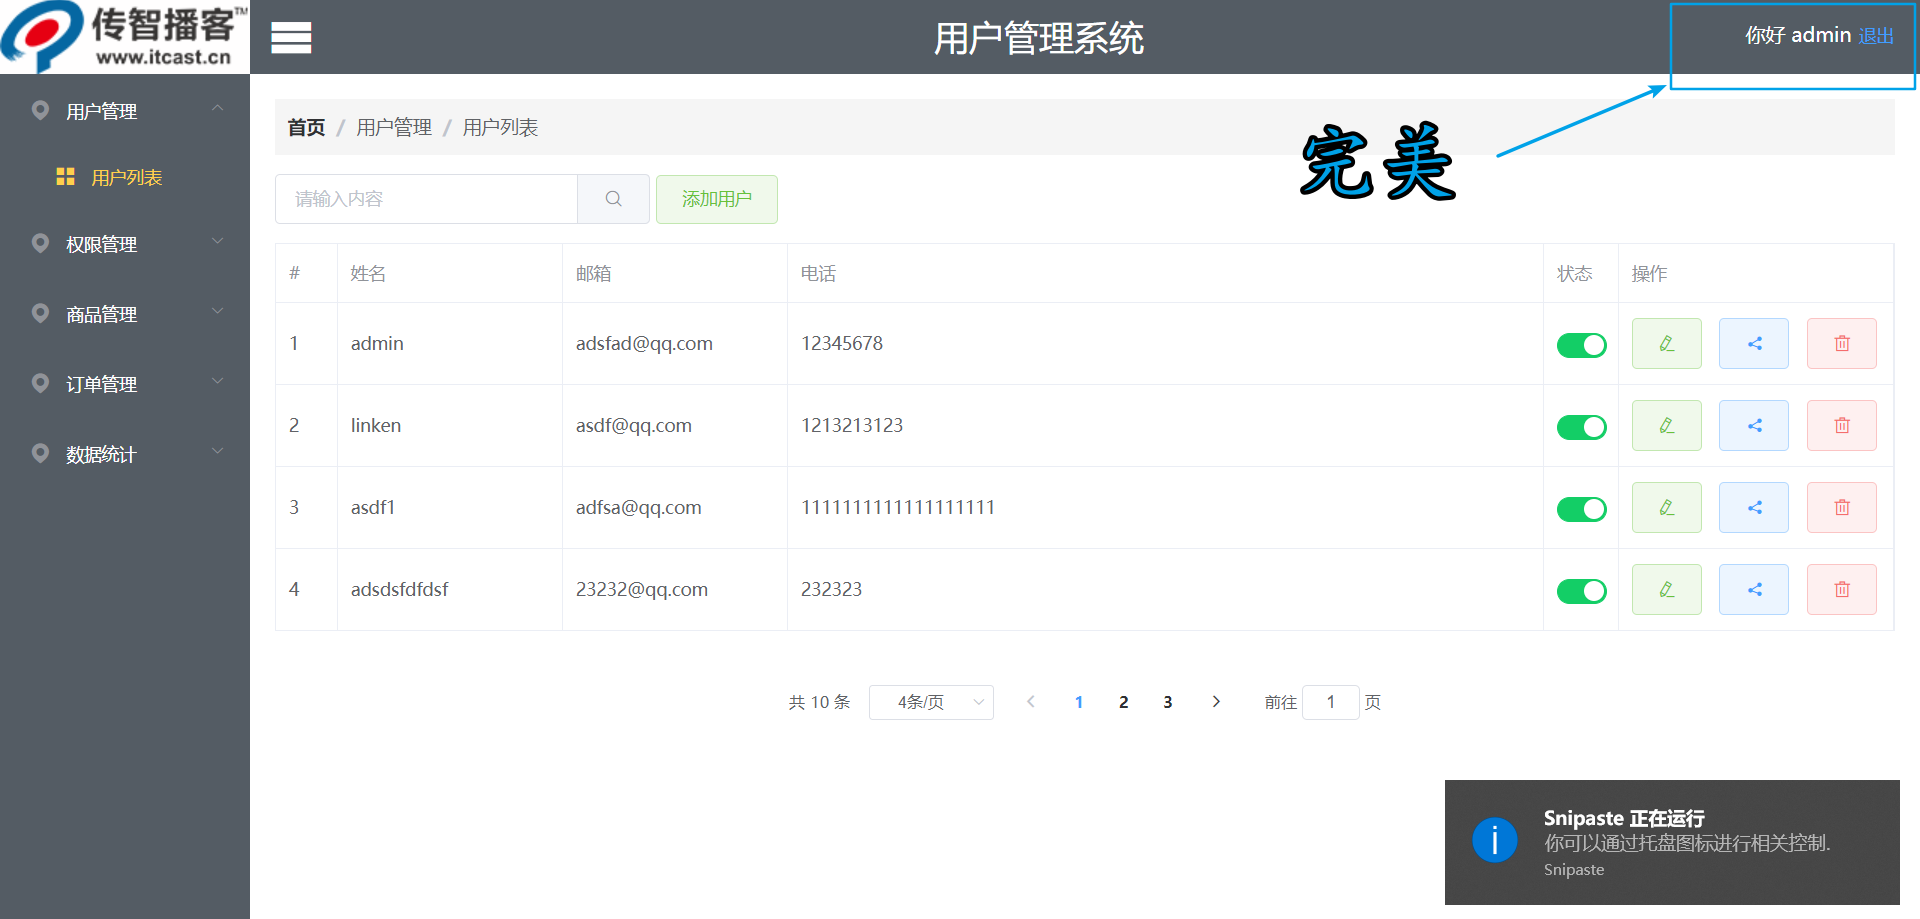 传智播客™
www.itcast.cn
用户管理系统
你好 admin 退出
用户管理
用户列表
权限管理
商品管理
订单管理
数据统计
首页 / 用户管理 / 用户列表
完美
请输入内容 添加用户
# 姓名 邮箱 电话 状态 操作
1 admin adsfad@qq.com 12345678
2 linken asdf@qq.com 1213213123
3 asdf1 adfsa@qq.com 1111111111111111111
4 adsdsfdfdsf 23232@qq.com 232323
共 10 条 4条/页 1 2 3 前往 1 页
Snipaste 正在运行
你可以通过托盘图标进行相关控制.
Snipaste